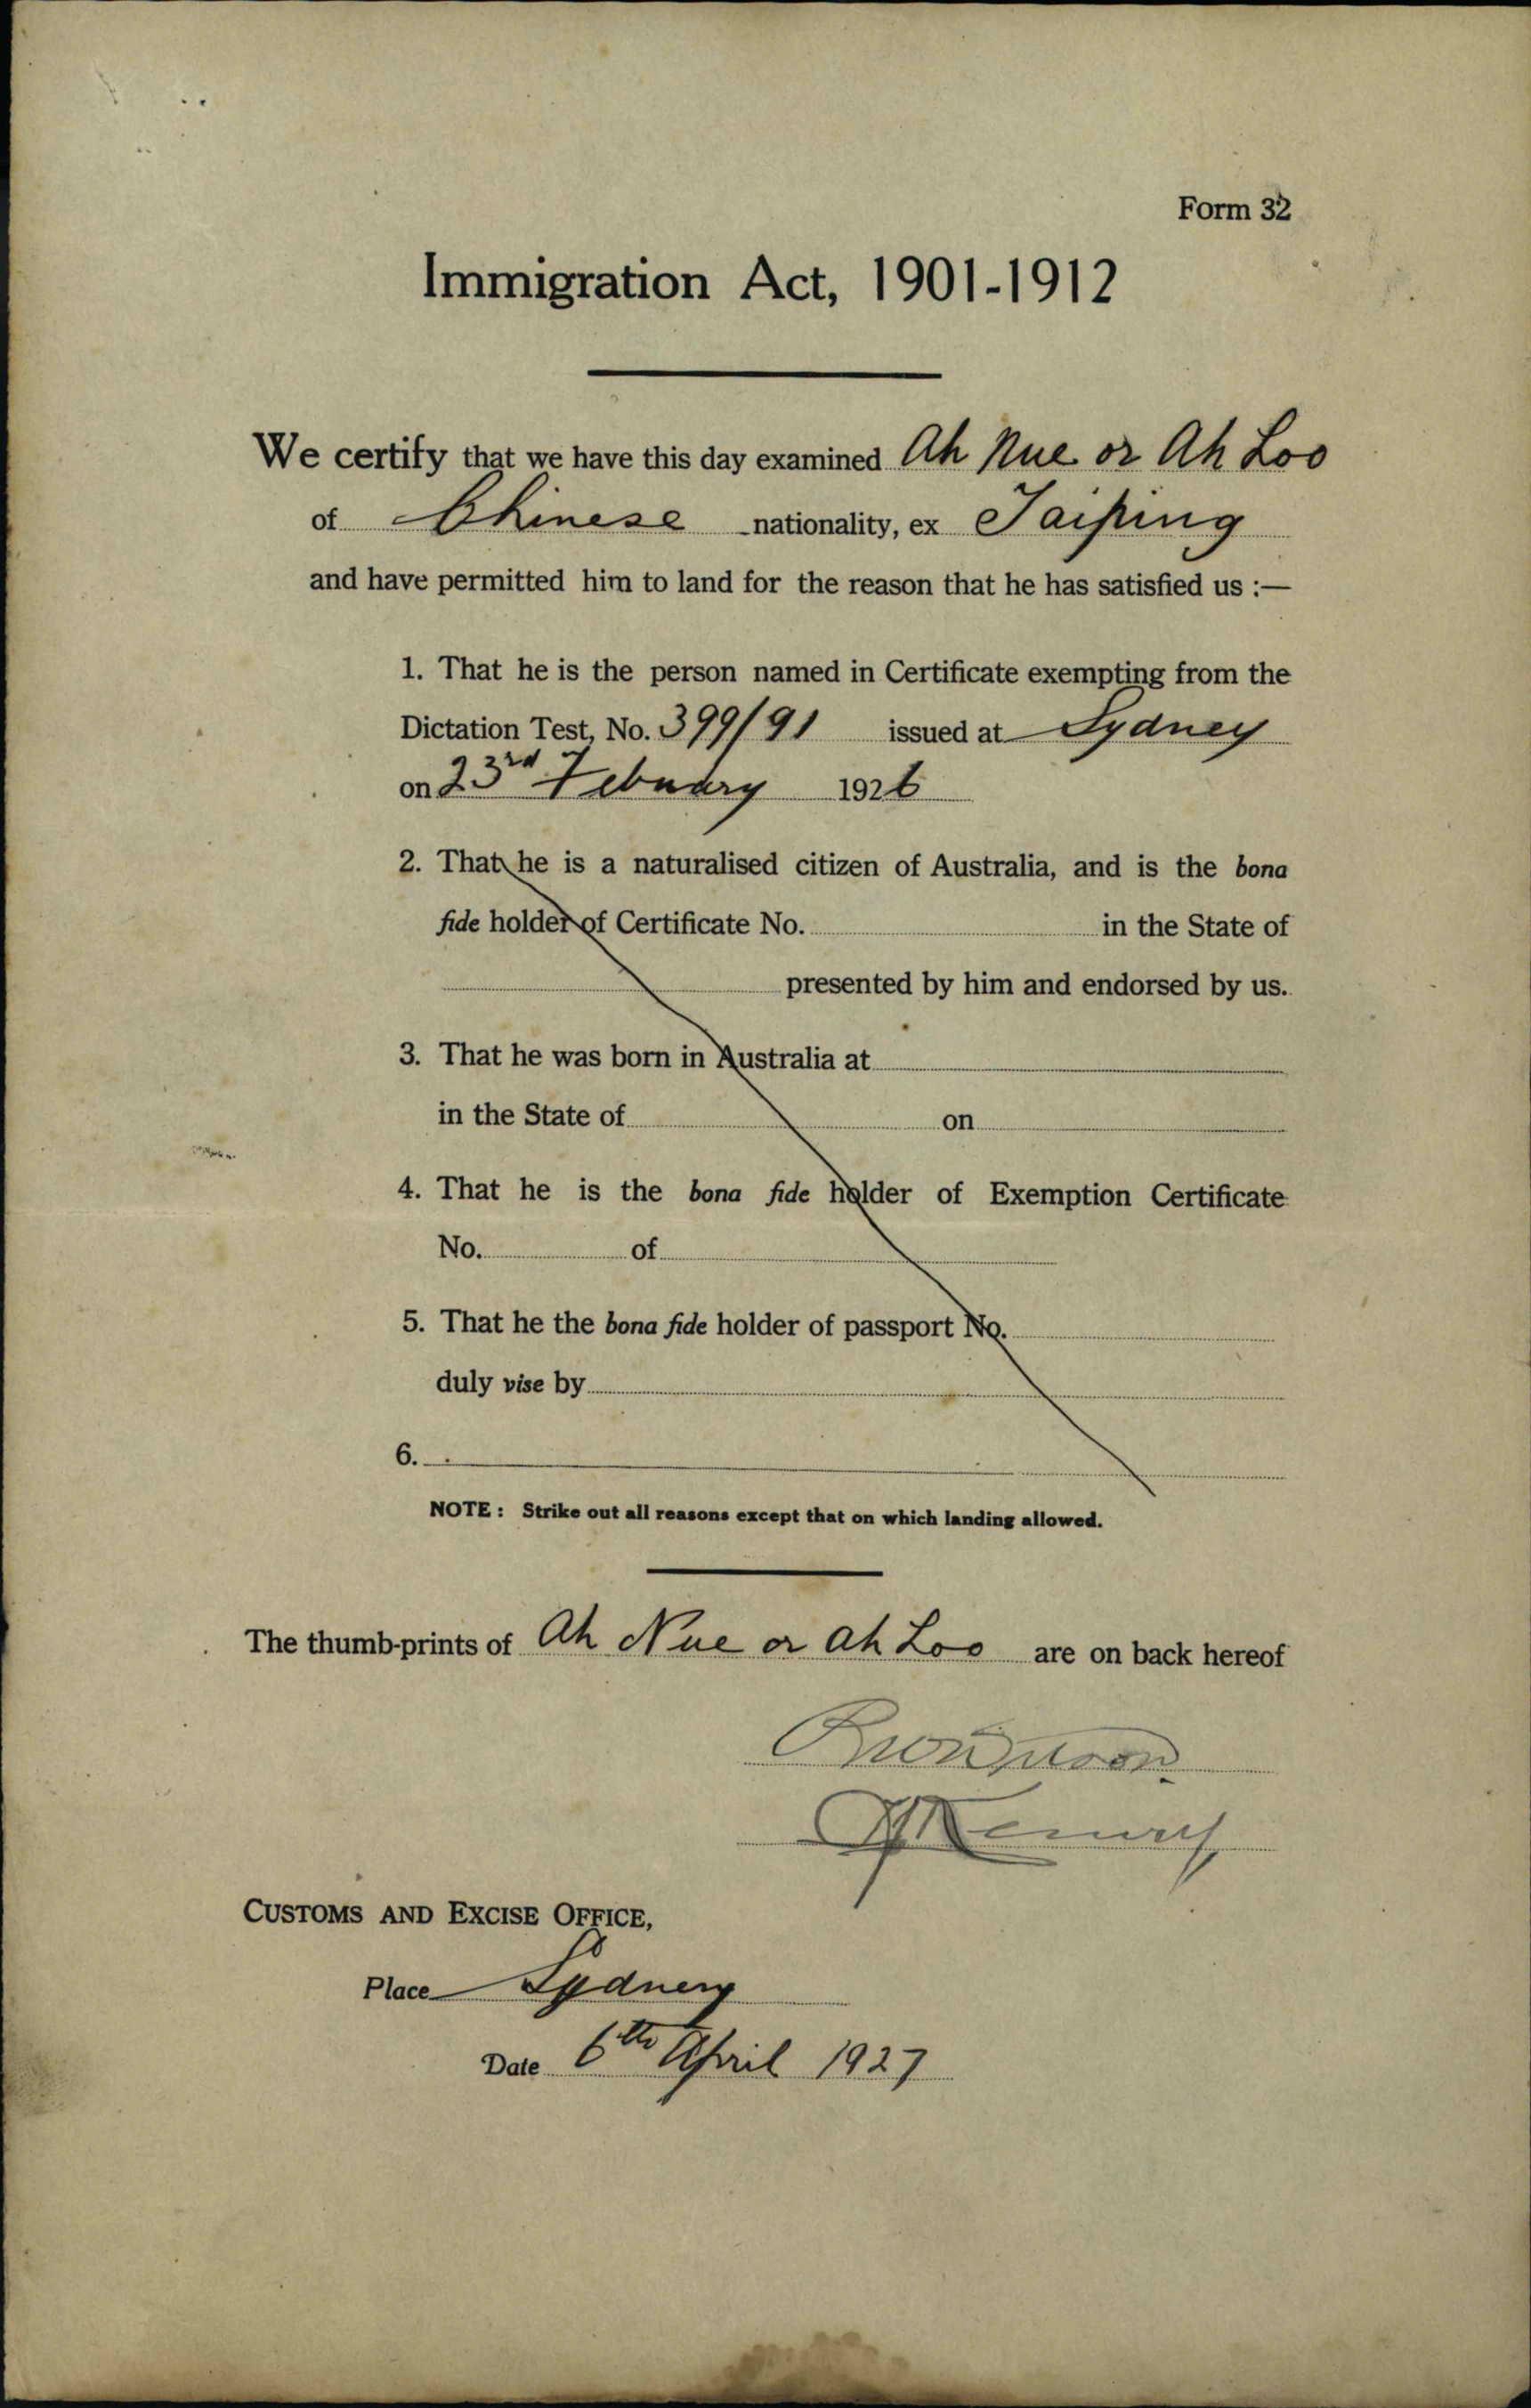 Form 32
Immigration Act, 1901-1912
We certify that we have this day examined Ah Nue or Ah Loo
of Chinese nationality, ex Taiping
and have permitted him to land for the reason that he has satisfied us :—
1. That he is the person named in Certificate exempting from the
Dictation Test, No. 399/91 issued at Sydney
on 23rd February 1926
2. That he is a naturalised citizen of Australia, and is the bona
fide holder of Certificate No. in the State of
presented by him and endorsed by us.
3. That he was born in Australia at
in the State of on
4. That he is the bona fide holder of Exemption Certificate
No. of
5. That he the bona fide holder of passport No.
duly vise by
6.
NOTE : Strike out all reasons except that on which landing allowed.
The thumb-prints of Ah Nue or Ah Loo are on back hereof
CUSTOMS AND EXCISE OFFICE,
Place Sydney
Date 6th April 1927